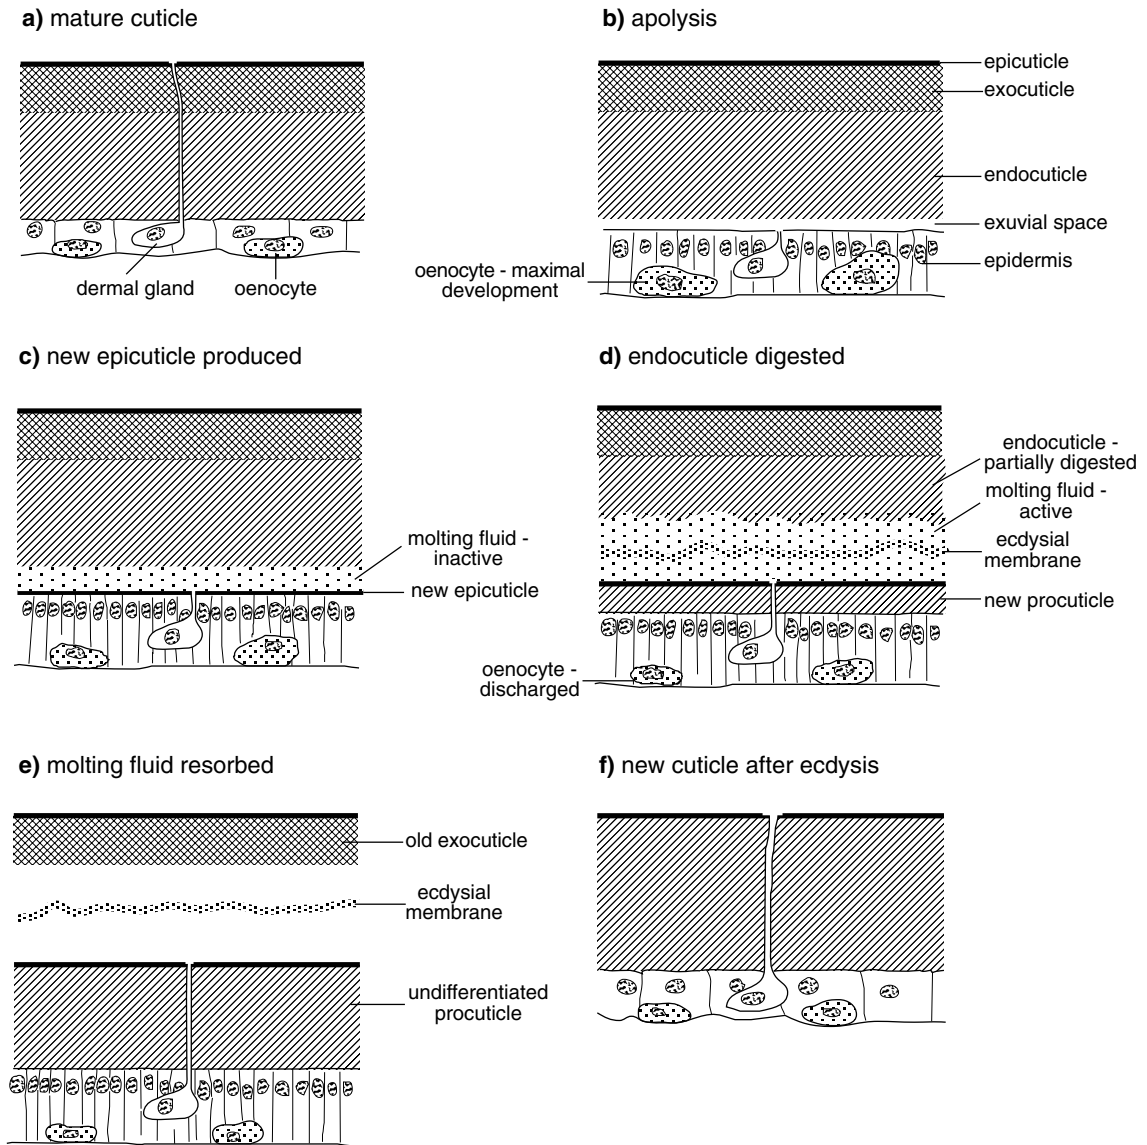 a) mature cuticle
dermal gland
oenocyte
b) apolysis
epicuticle
exocuticle
endocuticle
exuvial space
epidermis
oenocyte - maximal
development
c) new epicuticle produced
molting fluid -
inactive
new epicuticle
d) endocuticle digested
endocuticle -
partially digested
molting fluid -
active
ecdysial
membrane
new procuticle
oenocyte -
discharged
e) molting fluid resorbed
old exocuticle
ecdysial
membrane
undifferentiated
procuticle
f) new cuticle after ecdysis